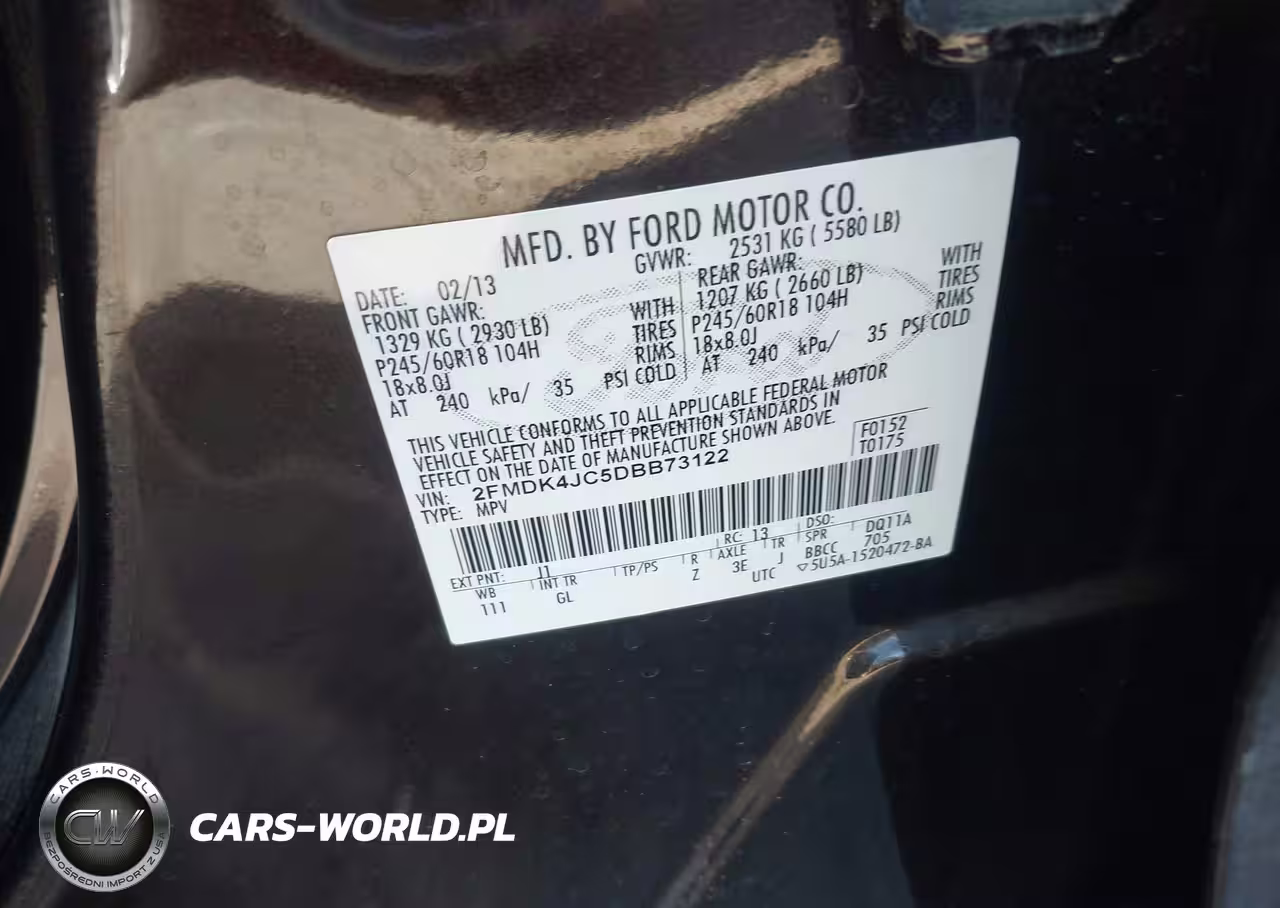 MFD. BY FORD MOTOR CO.
DATE: 02/13
GVWR: 2531 KG ( 5580 LB)
FRONT GAWR:
1329 KG ( 2930 LB) WITH
P245/60R18 104H TIRES
18x8.0J RIMS
AT 240 kPa/ 35 PSI COLD
REAR GAWR: WITH
1207 KG ( 2660 LB) TIRES
P245/60R18 104H RIMS
18x8.0J
AT 240 kPa/ 35 PSI COLD
THIS VEHICLE CONFORMS TO ALL APPLICABLE FEDERAL MOTOR
VEHICLE SAFETY AND THEFT PREVENTION STANDARDS IN
EFFECT ON THE DATE OF MANUFACTURE SHOWN ABOVE.
VIN: 2FMDK4JC5DBB73122
TYPE: MPV
F0152
T0175
EXT PNT: J1 RC: 13 DSO:
WB INT TR TP/PS R AXLE TR SPR DQ11A
111 GL Z 3E J BBCC 705
UTC ▽5U5A-1520472-BA
CARS-WORLD
CW
BEZPOŚREDNI IMPORT Z USA
CARS-WORLD.PL